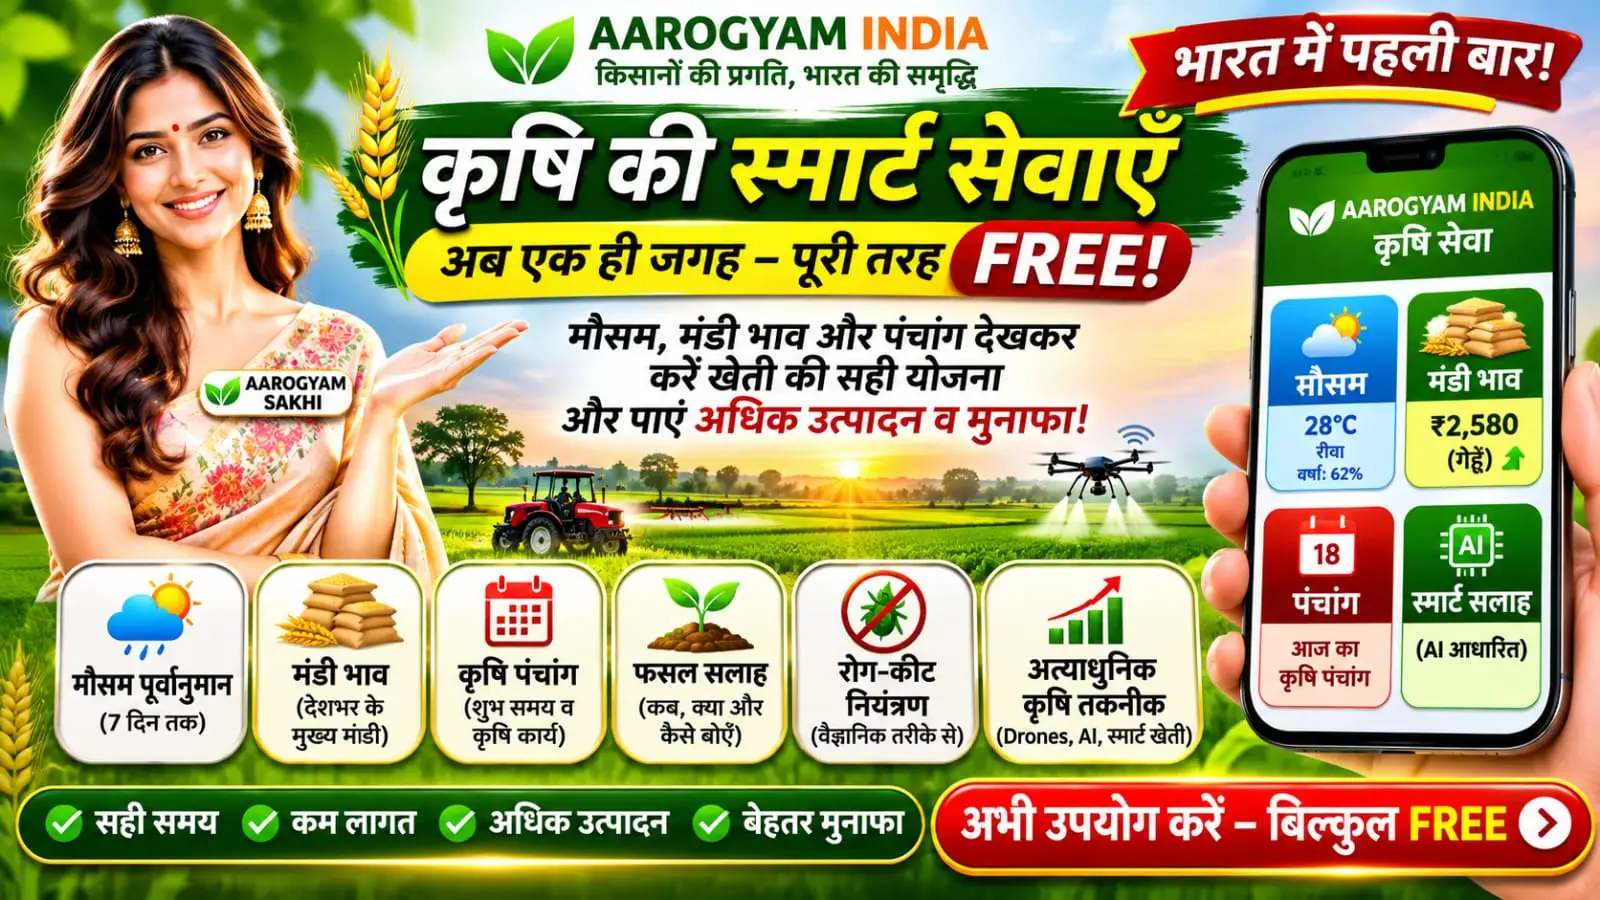 AAROGYAM INDIA
किसानों की प्रगति, भारत की समृद्धि
भारत में पहली बार!
कृषि की स्मार्ट सेवाएँ
अब एक ही जगह – पूरी तरह FREE!
मौसम, मंडी भाव और पंचांग देखकर
करें खेती की सही योजना
और पाएं अधिक उत्पादन व मुनाफा!
AAROGYAM
SAKHI
AAROGYAM INDIA
कृषि सेवा
मौसम
28°C
रीवा
वर्षा: 62%
मंडी भाव
₹2,580
(गेहूं)
18
पंचांग
आज का
कृषि पंचांग
AI
स्मार्ट सलाह
(AI आधारित)
मौसम पूर्वानुमान
(7 दिन तक)
मंडी भाव
(देशभर के
मुख्य मांडी)
कृषि पंचांग
(शुभ समय व
कृषि कार्य)
फसल सलाह
(कब, क्या और
कैसे बोएँ)
रोग-कीट
नियंत्रण
(वैज्ञानिक तरीके से)
अत्याधुनिक
कृषि तकनीक
(Drones, AI, स्मार्ट खेती)
सही समय
कम लागत
अधिक उत्पादन
बेहतर मुनाफा
अभी उपयोग करें – बिल्कुल FREE